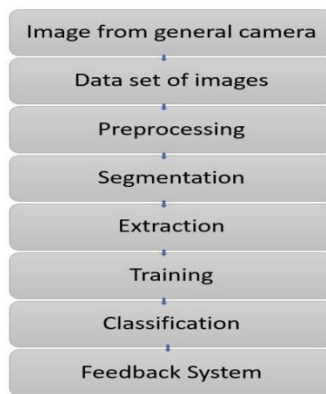 Image from general camera
Data set of images
Preprocessing
Segmentation
Extraction
Training
Classification
Feedback System